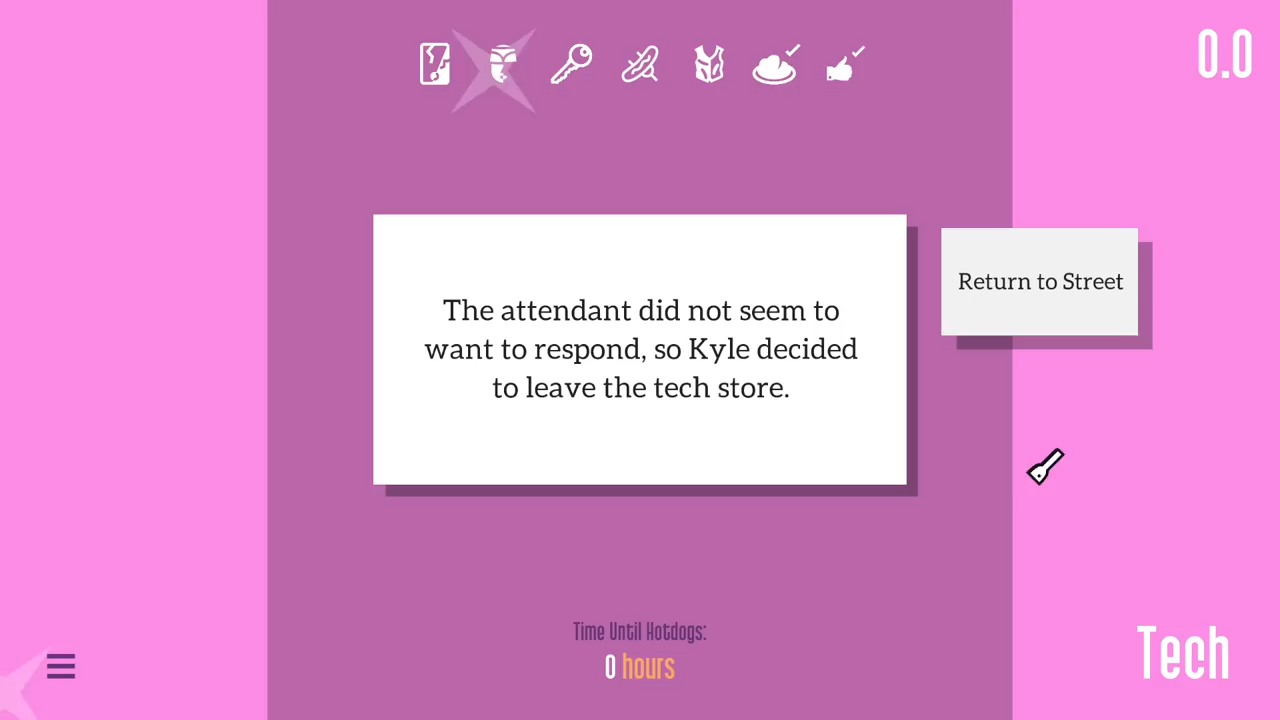 0.0
The attendant did not seem to
want to respond, so Kyle decided
to leave the tech store.
Return to Street
Time Until Hotdogs:
0 hours
Tech